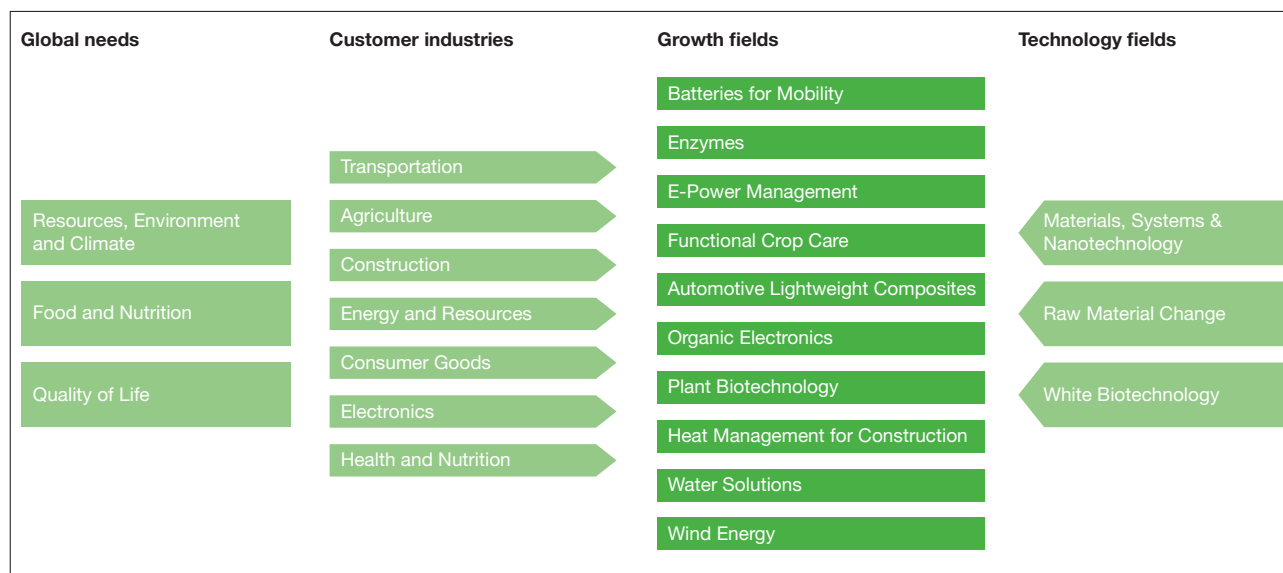 Global needs
Resources, Environment
and Climate
Food and Nutrition
Quality of Life
Customer industries
Transportation
Agriculture
Construction
Energy and Resources
Consumer Goods
Electronics
Health and Nutrition
Growth fields
Batteries for Mobility
Enzymes
E-Power Management
Functional Crop Care
Automotive Lightweight Composites
Organic Electronics
Plant Biotechnology
Heat Management for Construction
Water Solutions
Wind Energy
Technology fields
Materials, Systems &
Nanotechnology
Raw Material Change
White Biotechnology